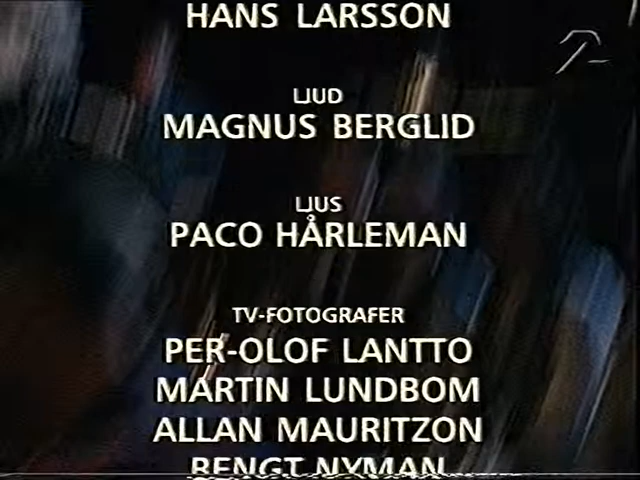 HANS LARSSON
LJUD
MAGNUS BERGLID
LJUS
PACO HÅRLEMAN
TV-FOTOGRAFER
PER-OLOF LANTTO
MARTIN LUNDBOM
ALLAN MAURITZON
BENGT NYMAN